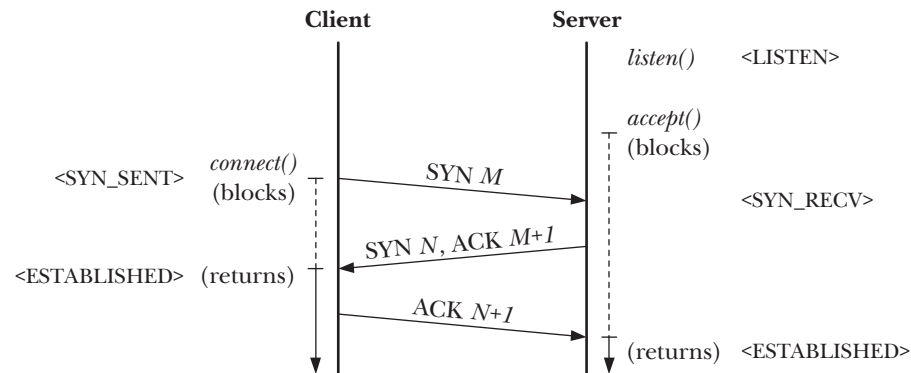 Client Server
listen() <LISTEN>
accept()
(blocks)
connect()
<SYN_SENT> (blocks)
SYN M
<SYN_RECV>
SYN N, ACK M+1
<ESTABLISHED> (returns)
ACK N+1
(returns) <ESTABLISHED>